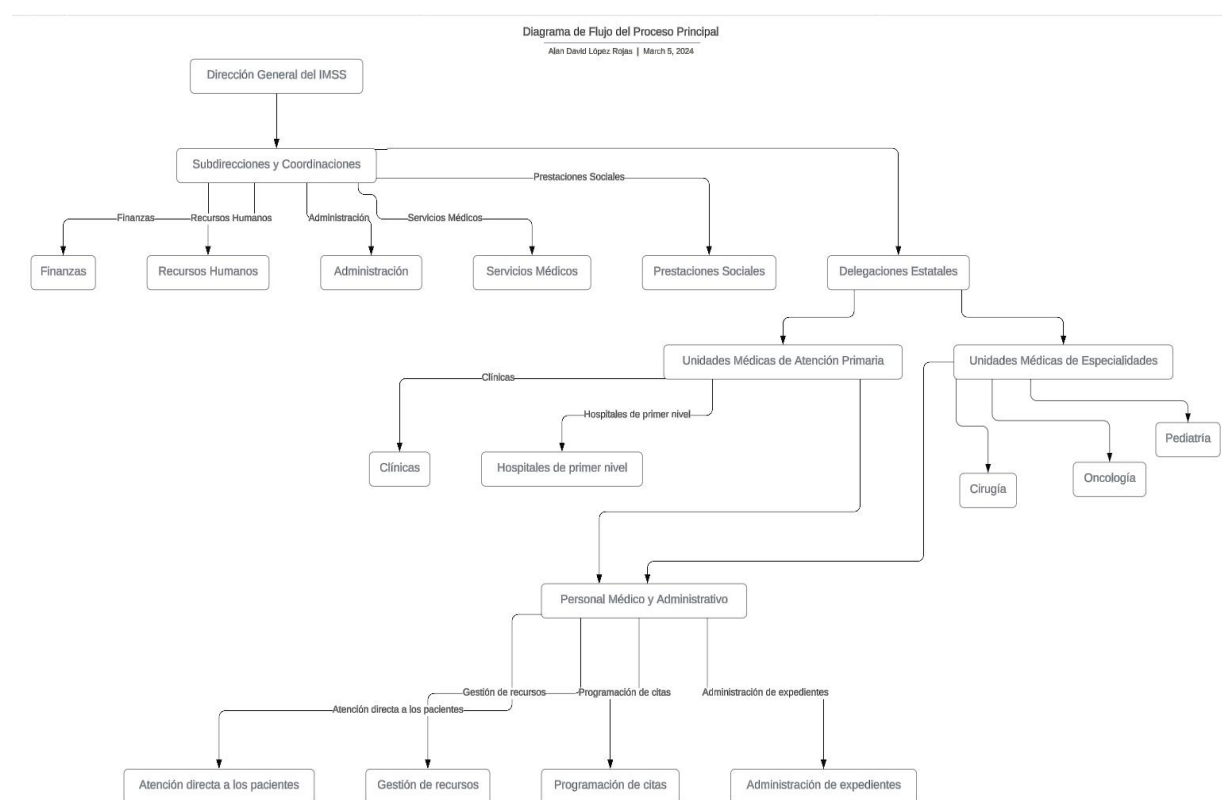 Diagrama de Flujo del Proceso Principal
Alan David López Rojas | March 5, 2024
Dirección General del IMSS
Subdirecciones y Coordinaciones
Prestaciones Sociales
Finanzas
Recursos Humanos
Administración
Servicios Médicos
Finanzas
Recursos Humanos
Administración
Servicios Médicos
Prestaciones Sociales
Delegaciones Estatales
Unidades Médicas de Atención Primaria
Unidades Médicas de Especialidades
Clínicas
Hospitales de primer nivel
Pediatría
Clínicas
Hospitales de primer nivel
Oncología
Cirugía
Personal Médico y Administrativo
Gestión de recursos
Programación de citas
Administración de expedientes
Atención directa a los pacientes
Atención directa a los pacientes
Gestión de recursos
Programación de citas
Administración de expedientes